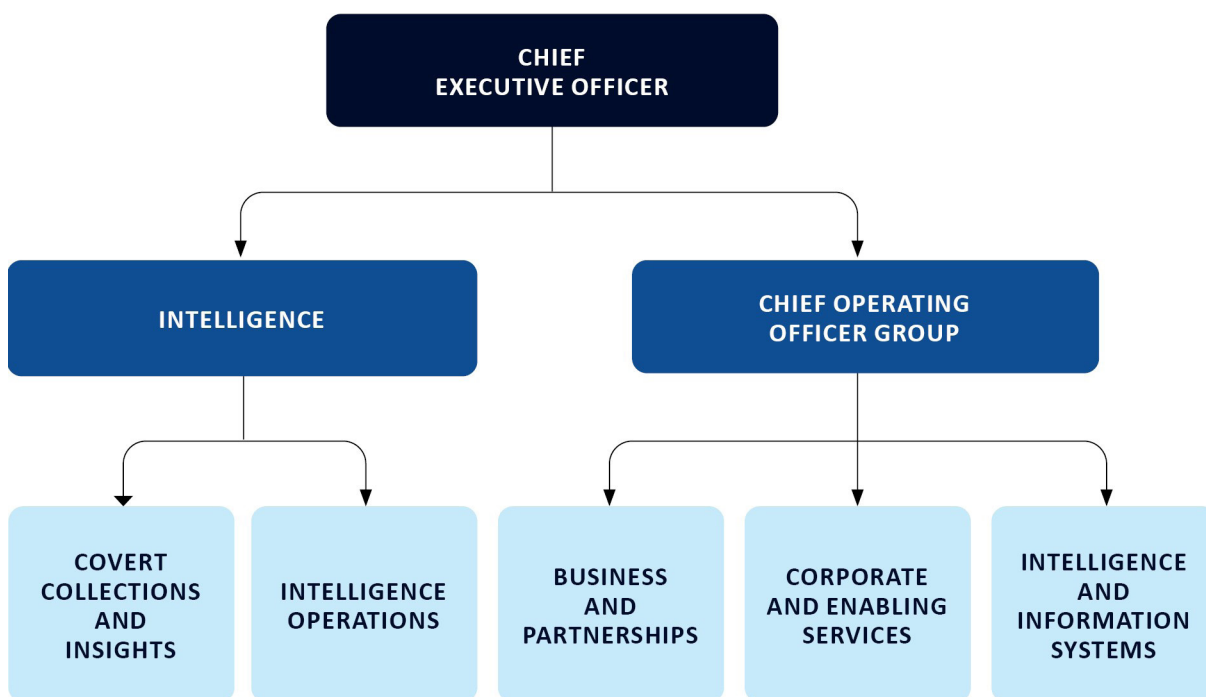 CHIEF
EXECUTIVE OFFICER
INTELLIGENCE
CHIEF OPERATING
OFFICER GROUP
COVERT
COLLECTIONS
AND
INSIGHTS
INTELLIGENCE
OPERATIONS
BUSINESS
AND
PARTNERSHIPS
CORPORATE
AND ENABLING
SERVICES
INTELLIGENCE
AND
INFORMATION
SYSTEMS